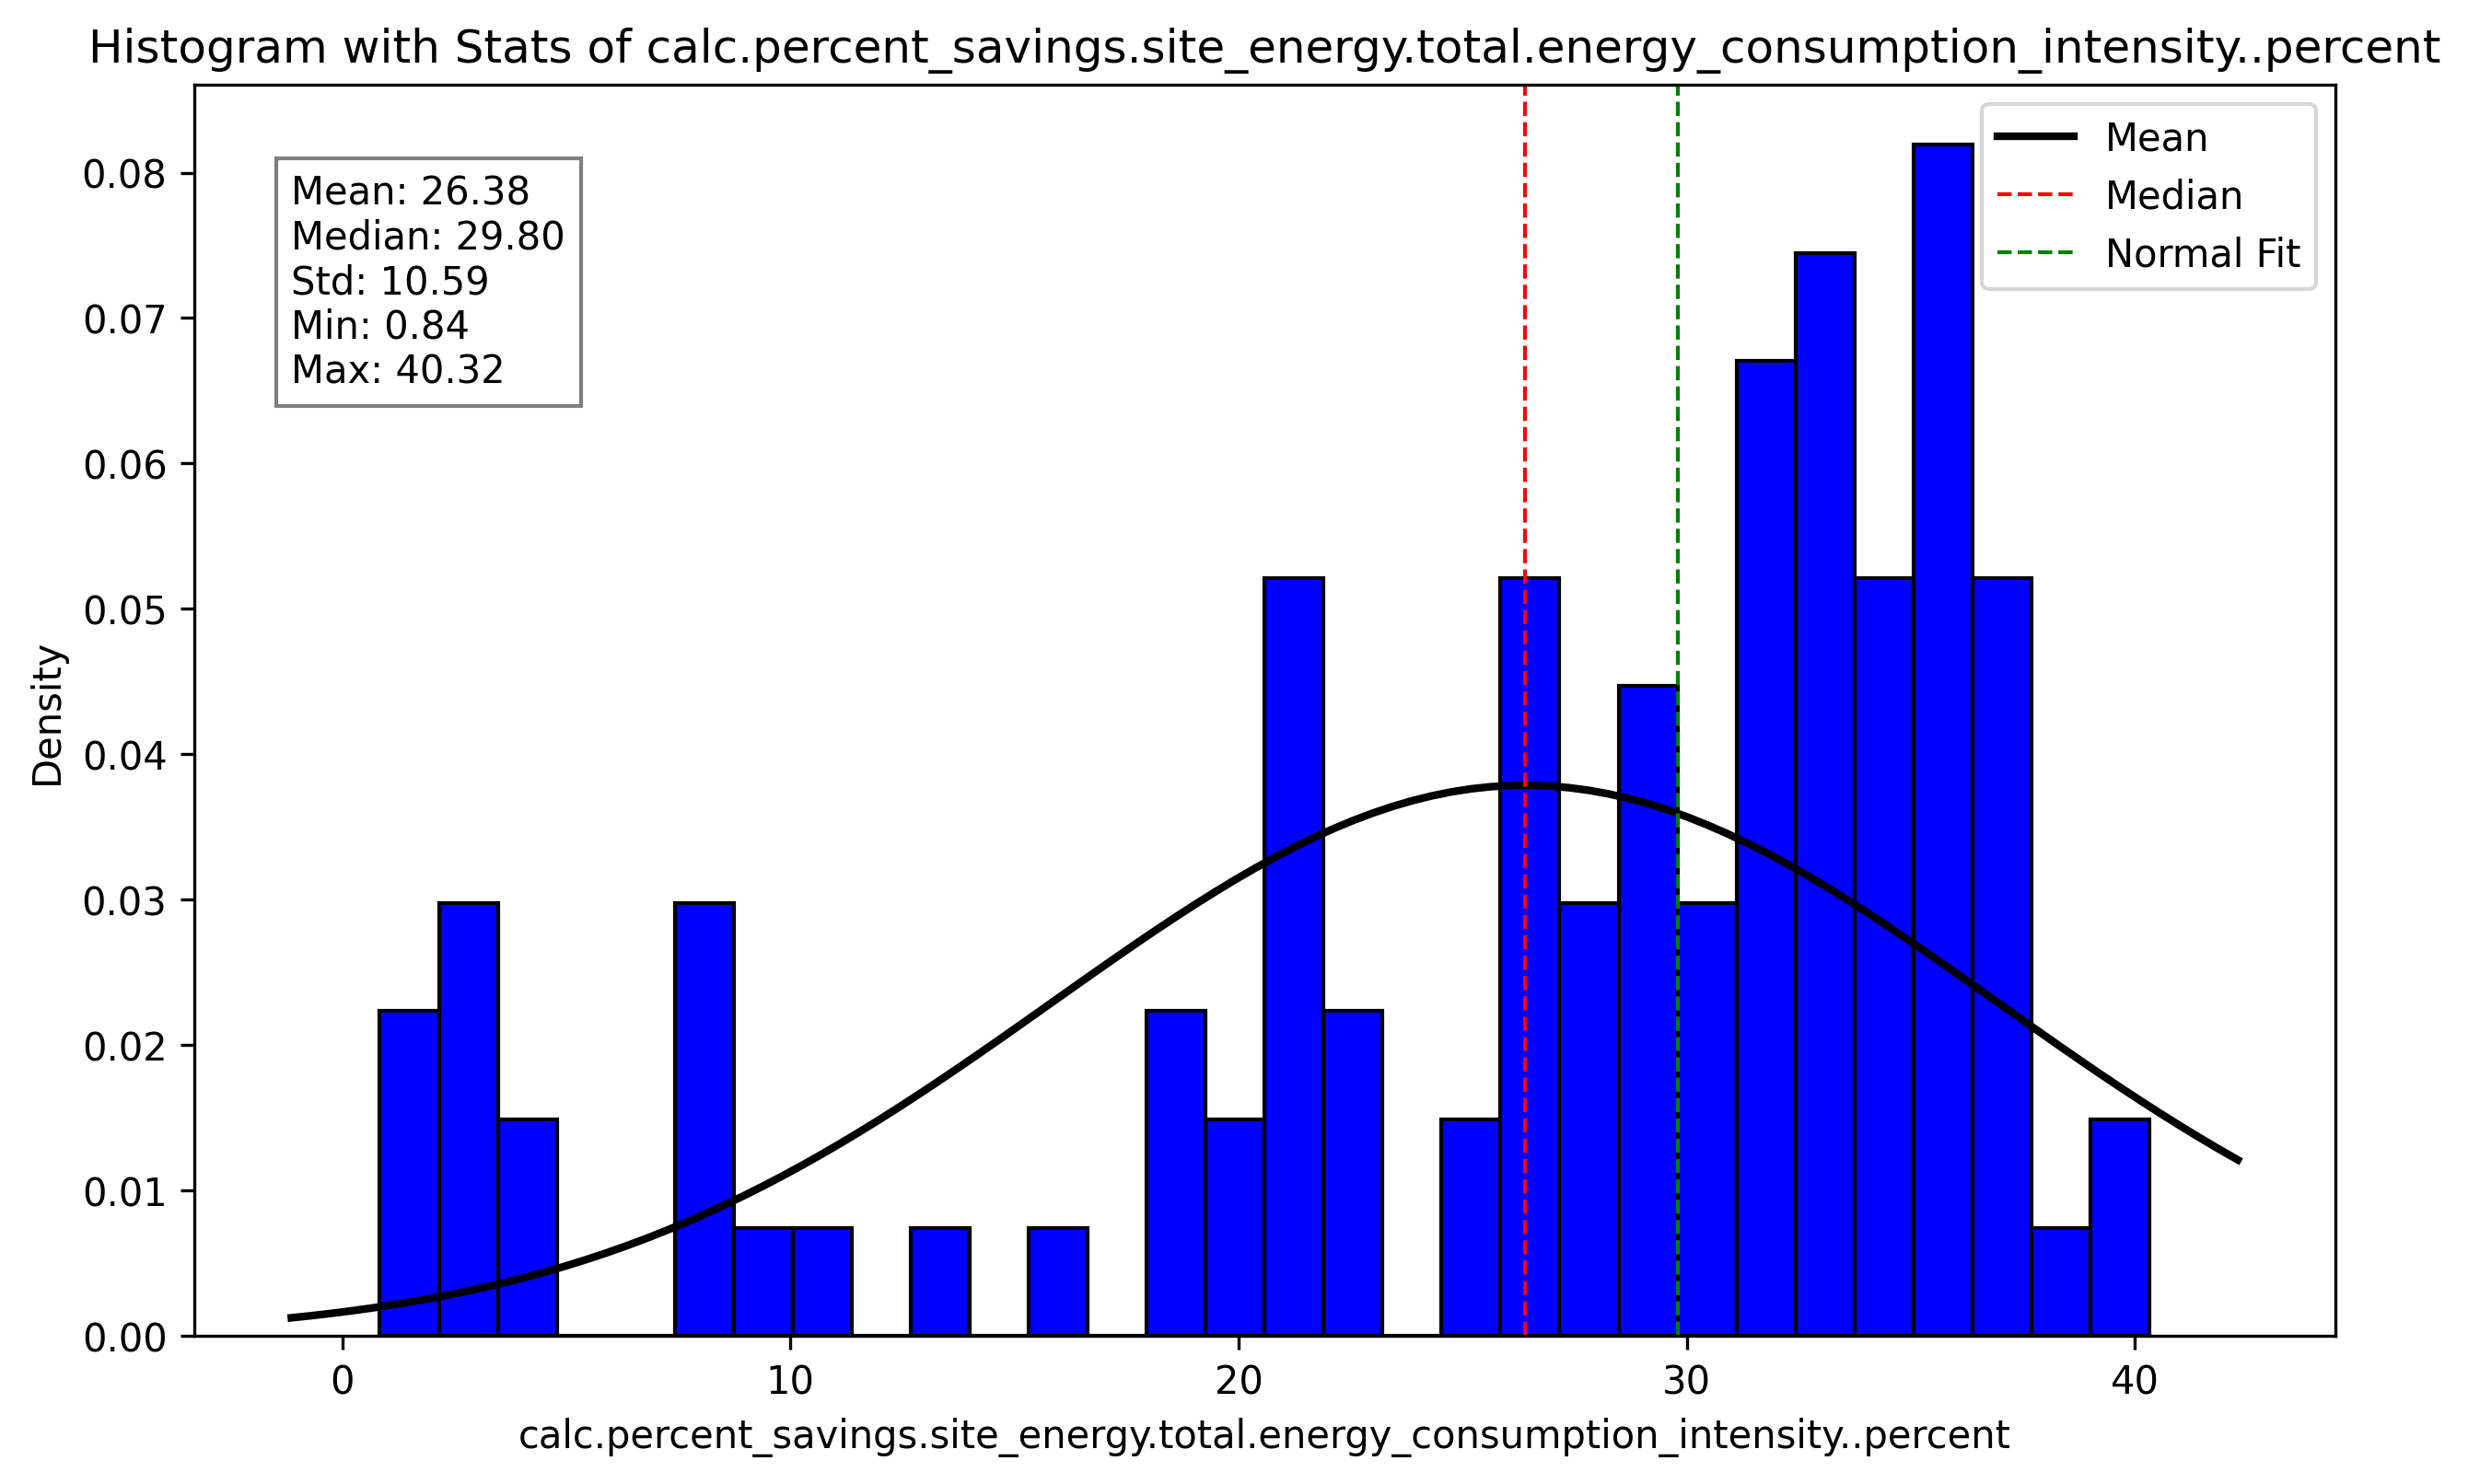 Histogram with Stats of calc.percent_savings.site_energy.total.energy_consumption_intensity..percent
Mean: 26.38
Median: 29.80
Std: 10.59
Min: 0.84
Max: 40.32
Mean
Median
Normal Fit
Density
0.08
0.07
0.06
0.05
0.04
0.03
0.02
0.01
0.00
0
10
20
30
40
calc.percent_savings.site_energy.total.energy_consumption_intensity..percent